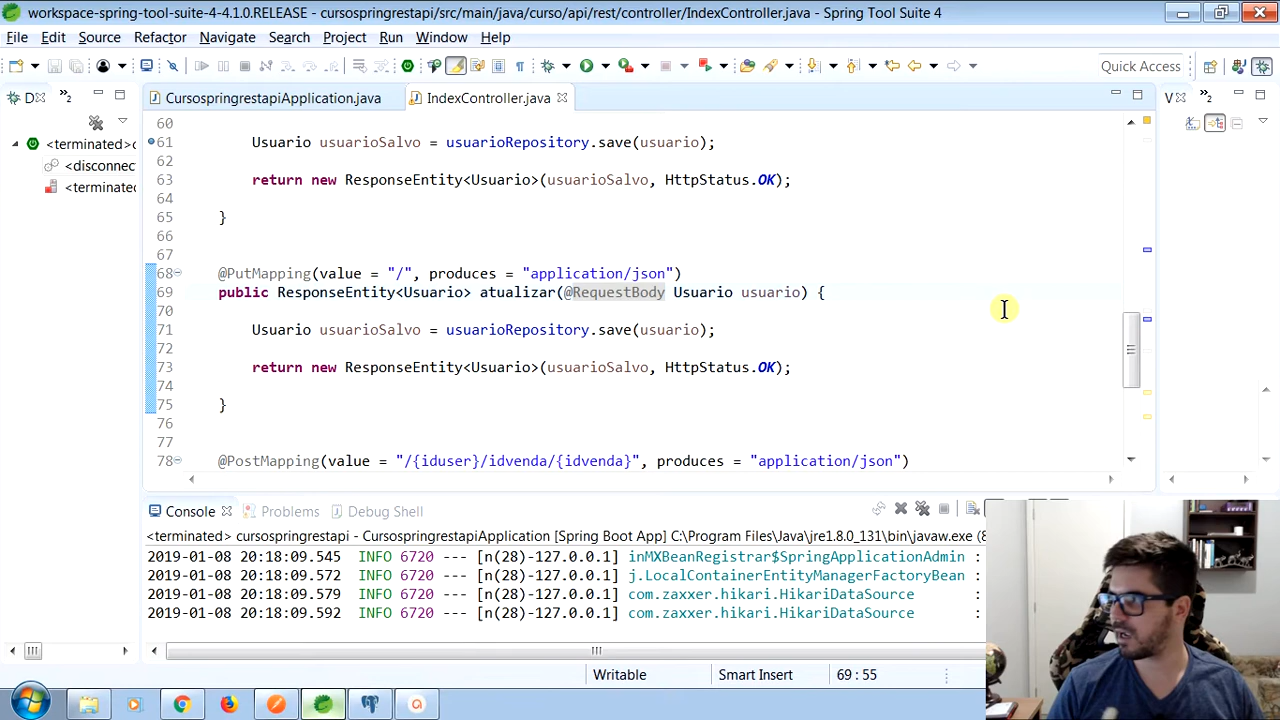 workspace-spring-tool-suite-4-4.1.0.RELEASE - cursospringrestapi/src/main/java/curso/api/rest/controller/IndexController.java - Spring Tool Suite 4
File Edit Source Refactor Navigate Search Project Run Window Help
Quick Access
D
CursospringrestapiApplication.java
IndexController.java
V
<terminated>c
<disconnec
<terminated
60
61 Usuario usuarioSalvo = usuarioRepository.save(usuario);
62
63 return new ResponseEntity<Usuario>(usuarioSalvo, HttpStatus.OK);
64
65 }
66
67
68 @PutMapping(value = "/", produces = "application/json")
69 public ResponseEntity<Usuario> atualizar(@RequestBody Usuario usuario) {
70
71 Usuario usuarioSalvo = usuarioRepository.save(usuario);
72
73 return new ResponseEntity<Usuario>(usuarioSalvo, HttpStatus.OK);
74
75 }
76
77
78 @PostMapping(value = "/{iduser}/idvenda/{idvenda}", produces = "application/json")
Console Problems Debug Shell
<terminated> cursospringrestapi - CursospringrestapiApplication [Spring Boot App] C:\Program Files\Java\jre1.8.0_131\bin\javaw.exe (8
2019-01-08 20:18:09.545 INFO 6720 --- [n(28)-127.0.0.1] inMXBeanRegistrar$SpringApplicationAdmin :
2019-01-08 20:18:09.572 INFO 6720 --- [n(28)-127.0.0.1] j.LocalContainerEntityManagerFactoryBean :
2019-01-08 20:18:09.579 INFO 6720 --- [n(28)-127.0.0.1] com.zaxxer.hikari.HikariDataSource :
2019-01-08 20:18:09.592 INFO 6720 --- [n(28)-127.0.0.1] com.zaxxer.hikari.HikariDataSource :
Writable Smart Insert 69 : 55